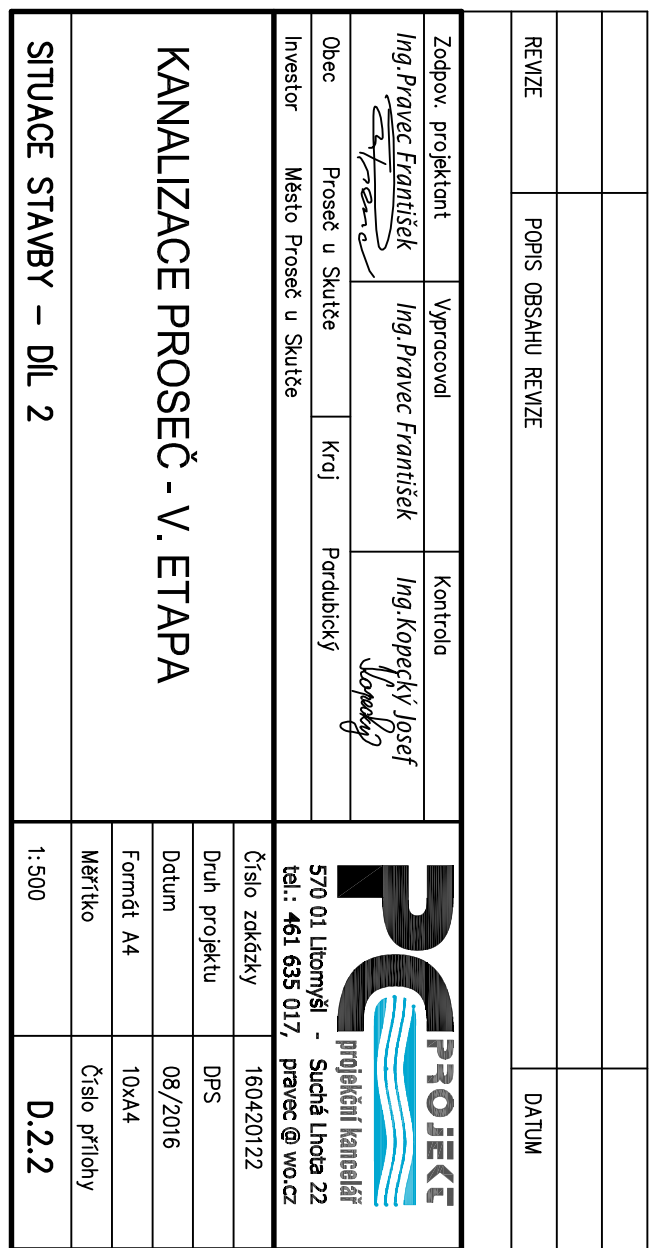 REVIZE POPIS OBSAHU REVIZE DATUM
Zodpov. projektant Vypracoval Kontrola
Ing.Pravec František Ing.Pravec František Ing.Kopecký Josef
Kopecký
Obec Proseč u Skutče Kraj Pardubický
Investor Město Proseč u Skutče
PC PROJEKT
projekční kancelář
570 01 Litomyšl - Suchá Lhota 22
tel.: 461 635 017, pravec @ wo.cz
KANALIZACE PROSEČ - V. ETAPA
Číslo zakázky 160420122
Druh projektu DPS
Datum 08/2016
Formát A4 10xA4
Měřítko Číslo přílohy
SITUACE STAVBY – DÍL 2
1:500 D.2.2